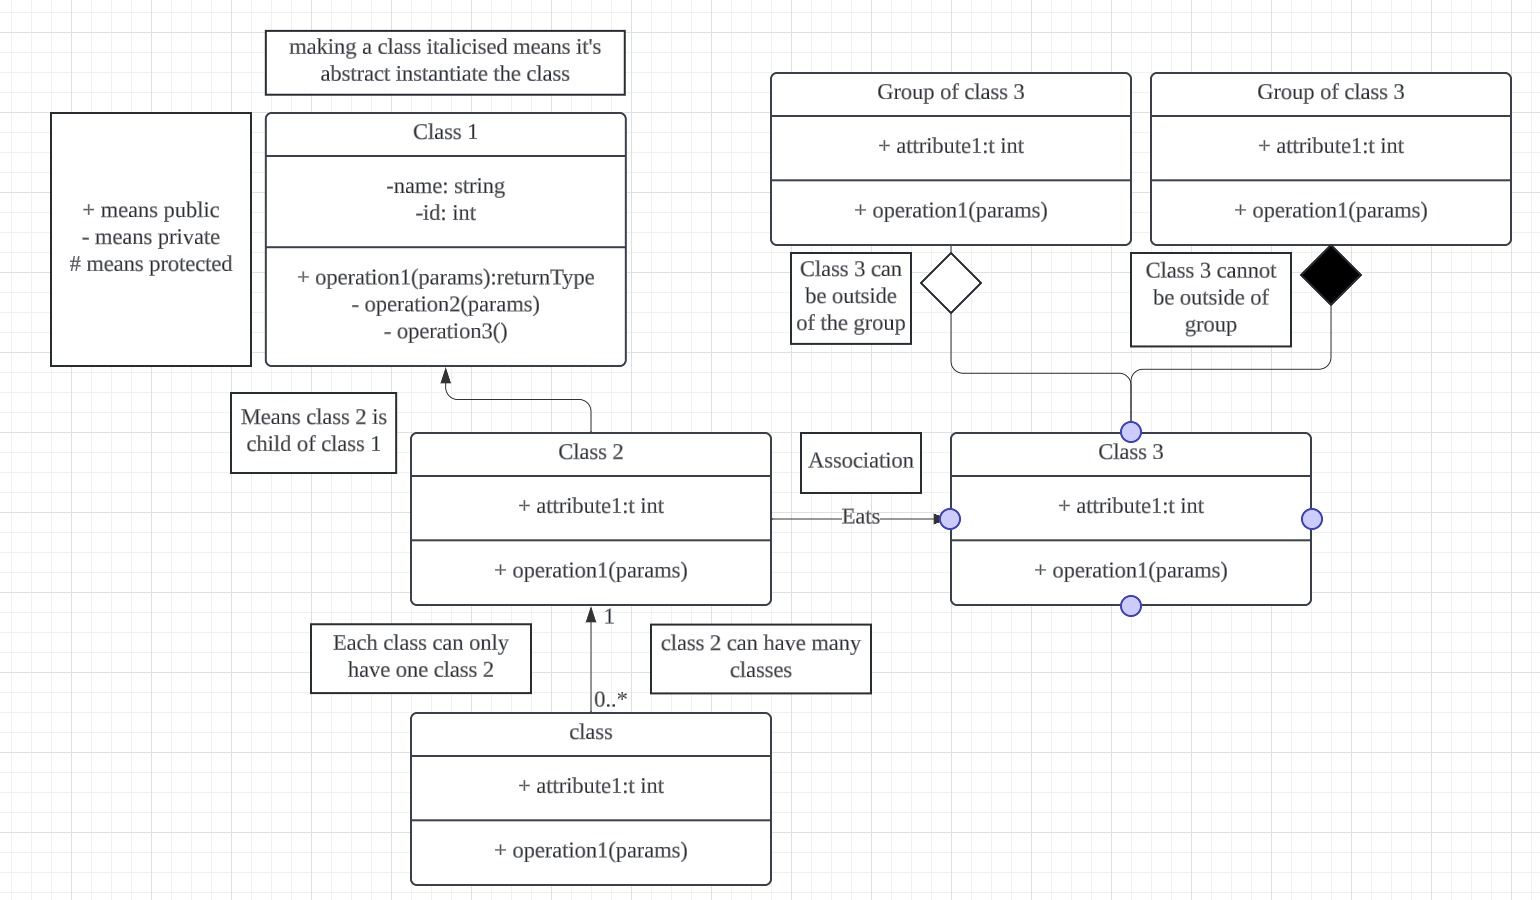 making a class italicised means it's
abstract instantiate the class
+ means public
- means private
# means protected
Class 1
-name: string
-id: int
+ operation1(params):returnType
- operation2(params)
- operation3()
Group of class 3
+ attribute1:t int
+ operation1(params)
Group of class 3
+ attribute1:t int
+ operation1(params)
Class 3 can
be outside
of the group
Class 3 cannot
be outside of
group
Means class 2 is
child of class 1
Class 2
+ attribute1:t int
+ operation1(params)
Association
Eats
Class 3
+ attribute1:t int
+ operation1(params)
1
Each class can only
have one class 2
class 2 can have many
classes
0..*
class
+ attribute1:t int
+ operation1(params)